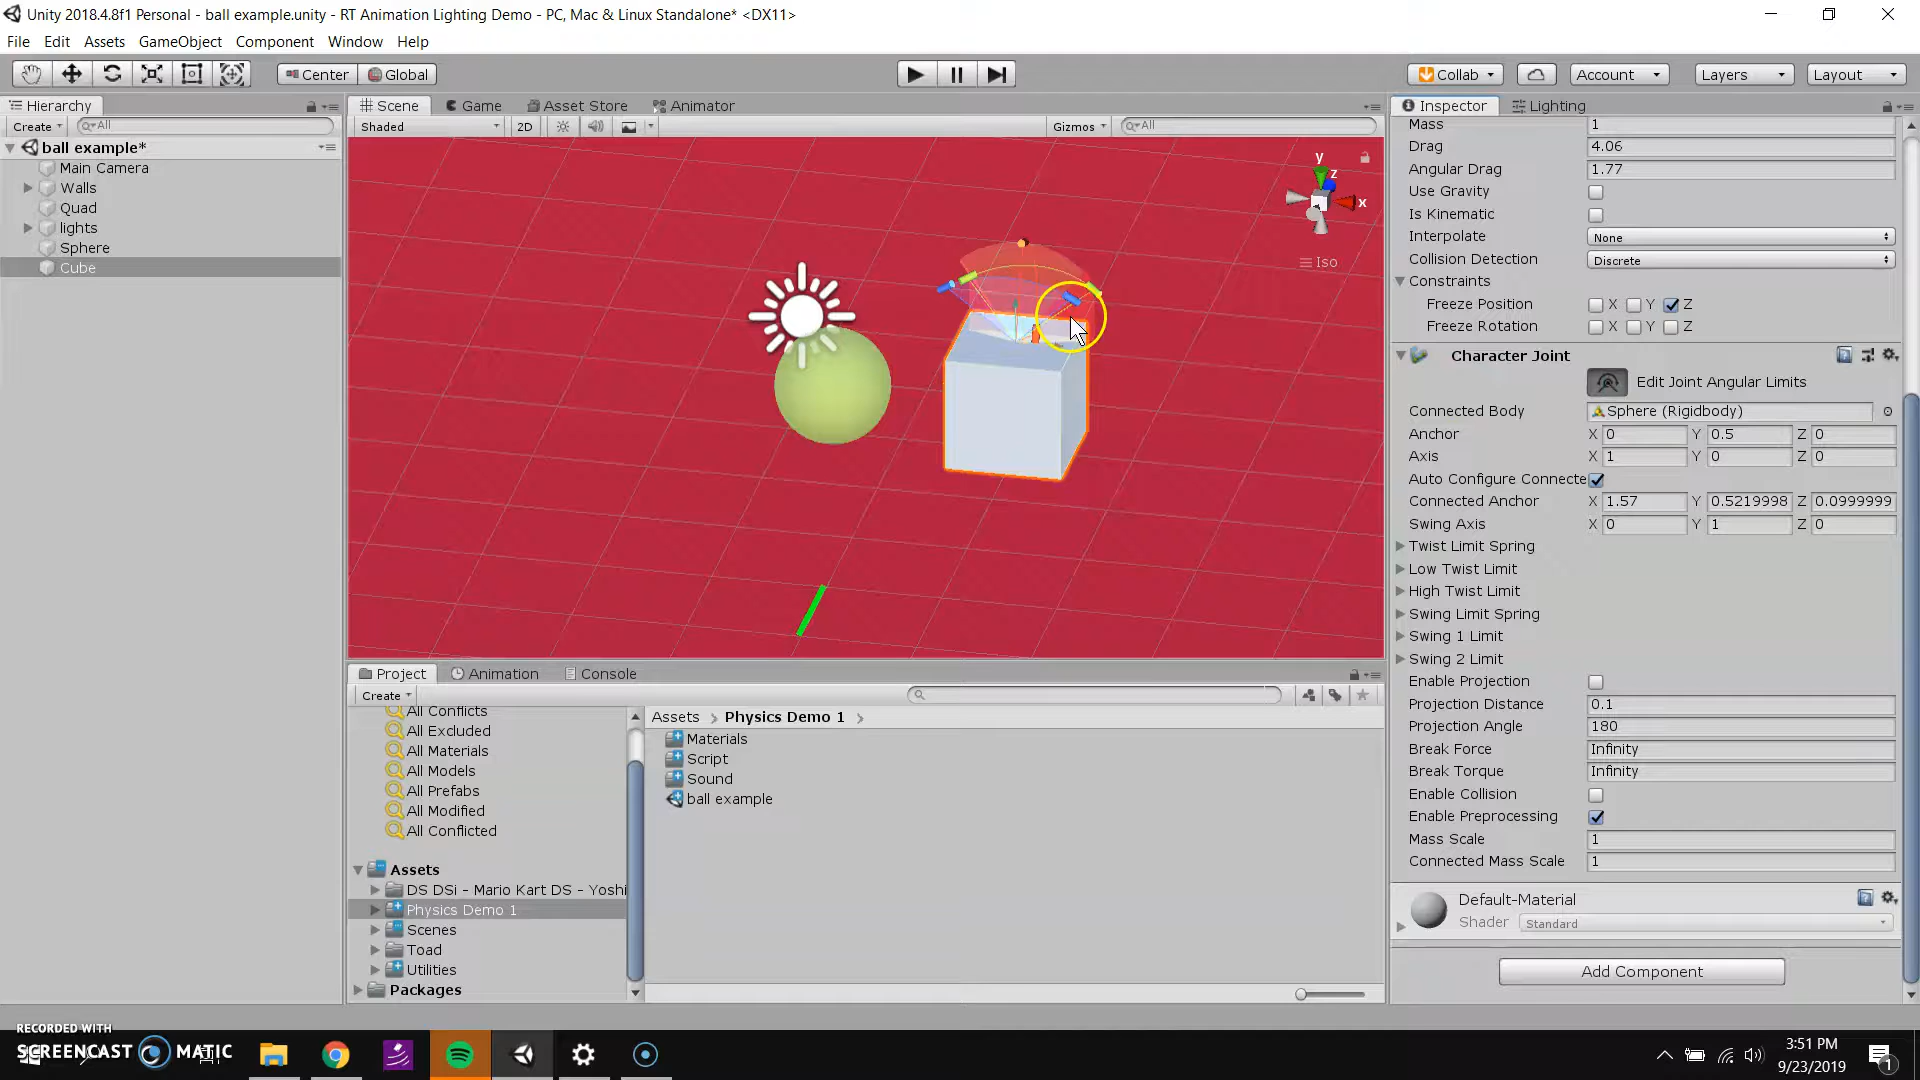 Unity 2018.4.8f1 Personal - ball example.unity - RT Animation Lighting Demo - PC, Mac & Linux Standalone* <DX11>
File Edit Assets GameObject Component Window Help
Center Global Collab Account Layers Layout
Hierarchy Scene Game Asset Store Animator Inspector Lighting
Create All Shaded 2D Gizmos All
ball example*
Main Camera
Walls
Quad
lights
Sphere
Cube
y
z
x
Iso
Mass 1
Drag 4.06
Angular Drag 1.77
Use Gravity
Is Kinematic
Interpolate None
Collision Detection Discrete
Constraints
Freeze Position X Y Z
Freeze Rotation X Y Z
Character Joint
Edit Joint Angular Limits
Connected Body Sphere (Rigidbody)
Anchor X 0 Y 0.5 Z 0
Axis X 1 Y 0 Z 0
Auto Configure Connecte
Connected Anchor X 1.57 Y 0.5219998 Z 0.0999999
Swing Axis X 0 Y 1 Z 0
Twist Limit Spring
Low Twist Limit
High Twist Limit
Swing Limit Spring
Swing 1 Limit
Swing 2 Limit
Enable Projection
Projection Distance 0.1
Projection Angle 180
Break Force Infinity
Break Torque Infinity
Enable Collision
Enable Preprocessing
Mass Scale 1
Connected Mass Scale 1
Default-Material
Shader Standard
Add Component
Project Animation Console
Create
All Conflicts
All Excluded
All Materials
All Models
All Prefabs
All Modified
All Conflicted
Assets
DS DSi - Mario Kart DS - Yoshi
Physics Demo 1
Scenes
Toad
Utilities
Packages
Assets > Physics Demo 1 >
Materials
Script
Sound
ball example
RECORDED WITH
SCREENCAST MATIC
3:51 PM
9/23/2019
1